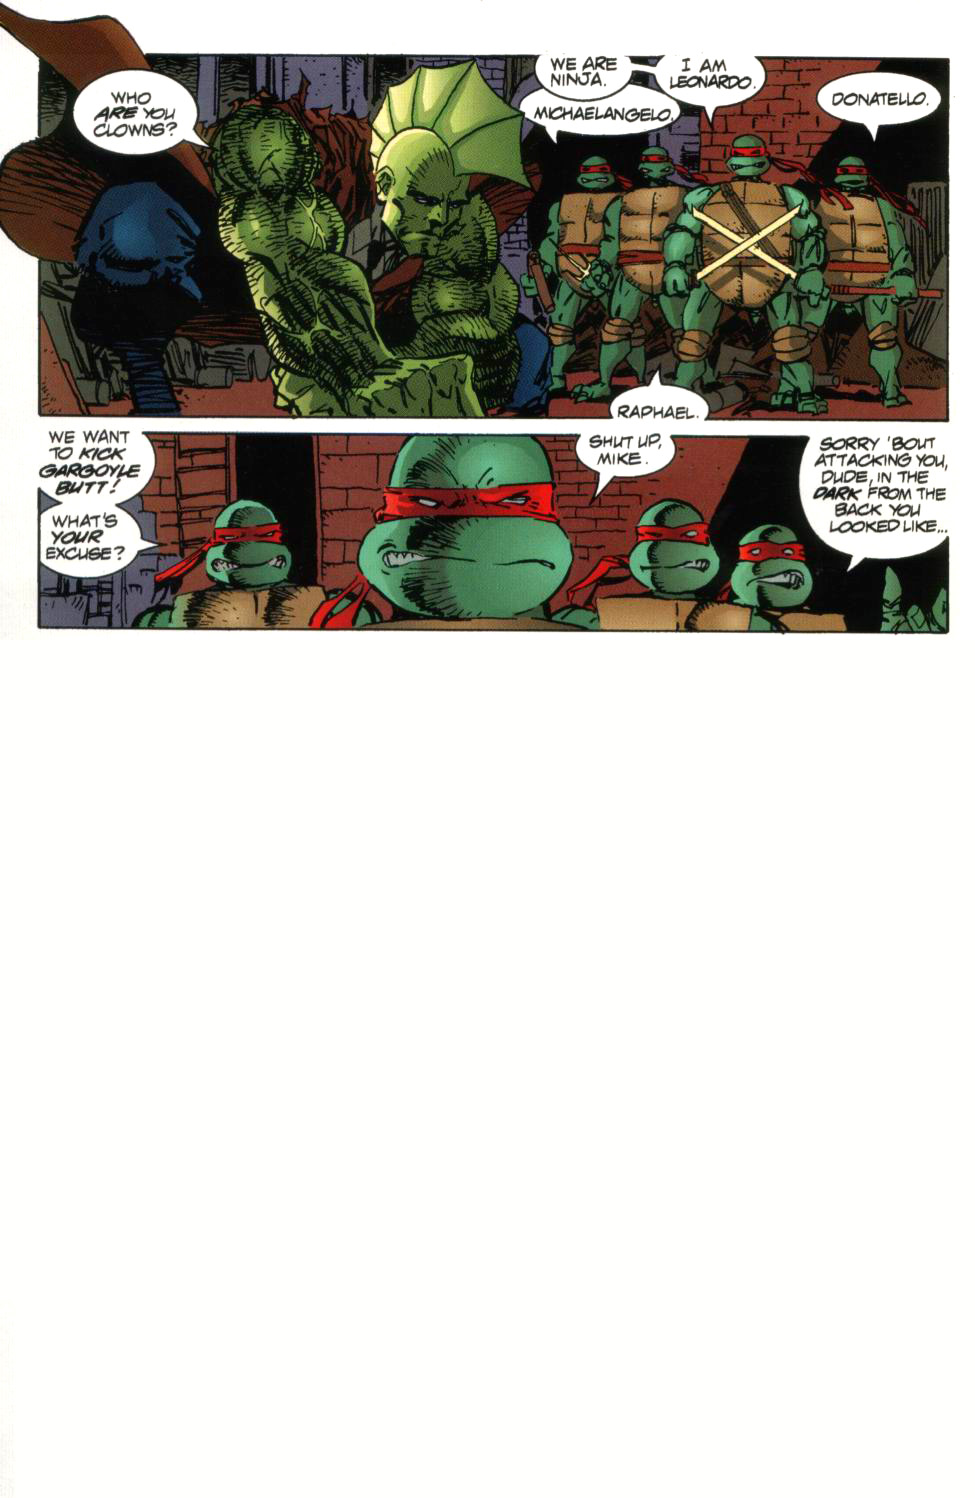 WHO
ARE YOU
CLOWNS?
WE ARE
NINJA.
I AM
LEONARDO.
MICHAELANGELO.
DONATELLO.
RAPHAEL.
WE WANT
TO KICK
GARGOYLE
BUTT!
WHAT'S
YOUR
EXCUSE?
SHUT UP,
MIKE.
SORRY 'BOUT
ATTACKING YOU,
DUDE, IN THE
DARK FROM THE
BACK YOU
LOOKED LIKE...